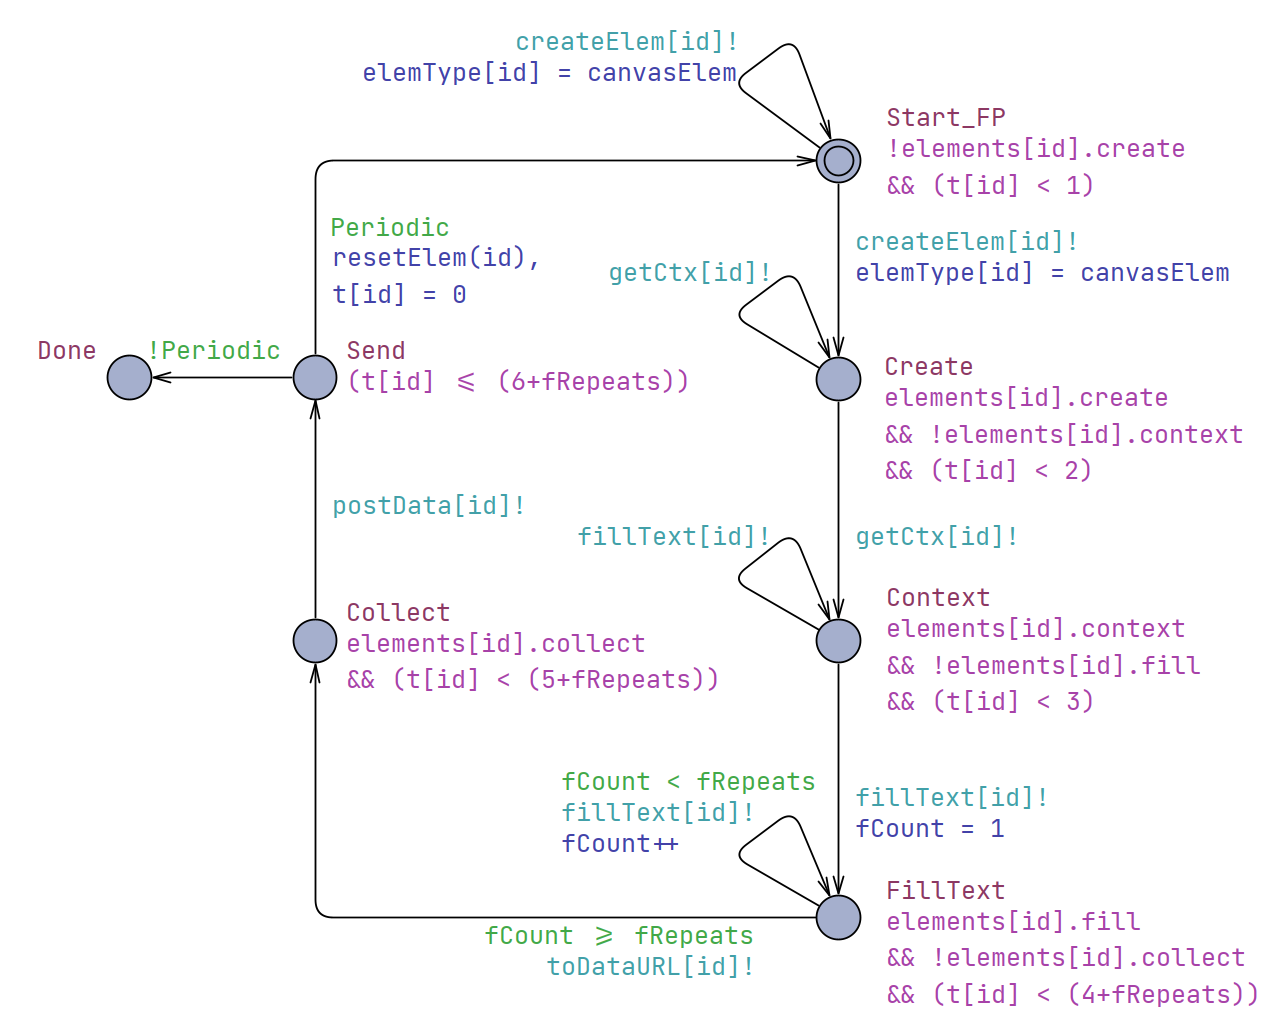 createElem[id]!
elemType[id] = canvasElem
Start_FP
!elements[id].create
&& (t[id] < 1)
Periodic
resetElem(id),
t[id] = 0
createElem[id]!
elemType[id] = canvasElem
getCtx[id]!
Done
!Periodic
Send
(t[id] ⩽ (6+fRepeats))
Create
elements[id].create
&& !elements[id].context
&& (t[id] < 2)
postData[id]!
fillText[id]!
getCtx[id]!
Collect
elements[id].collect
&& (t[id] < (5+fRepeats))
Context
elements[id].context
&& !elements[id].fill
&& (t[id] < 3)
fCount < fRepeats
fillText[id]!
fCount++
fillText[id]!
fCount = 1
fCount ⩾ fRepeats
toDataURL[id]!
FillText
elements[id].fill
&& !elements[id].collect
&& (t[id] < (4+fRepeats))